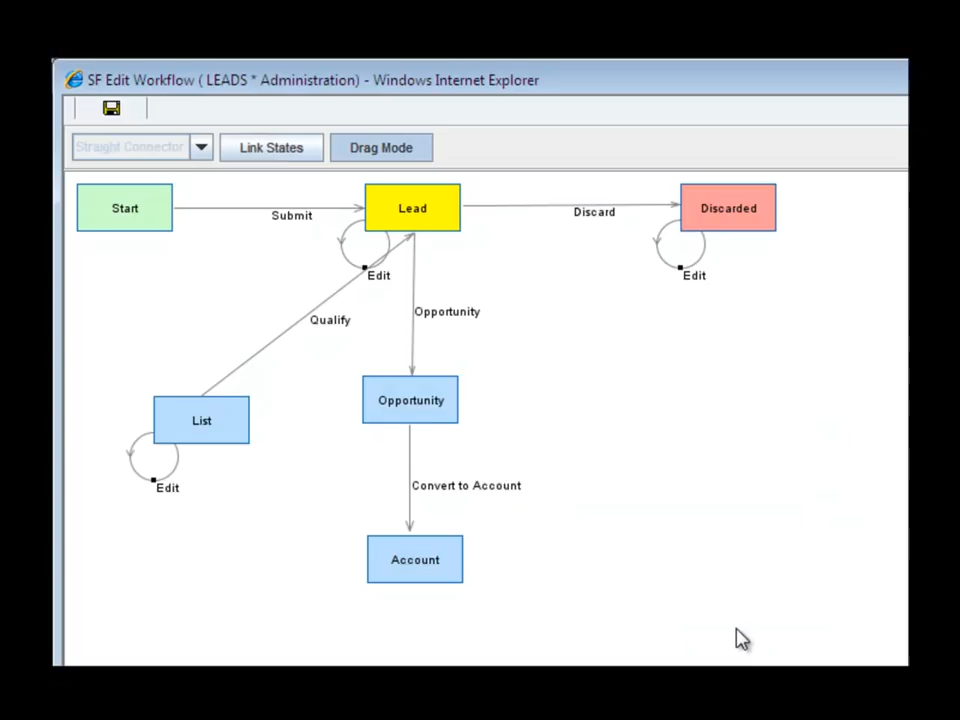 SF Edit Workflow ( LEADS * Administration) - Windows Internet Explorer
Straight Connector
Link States
Drag Mode
Start
Submit
Lead
Discard
Discarded
Edit
Edit
Qualify
Opportunity
Opportunity
List
Edit
Convert to Account
Account